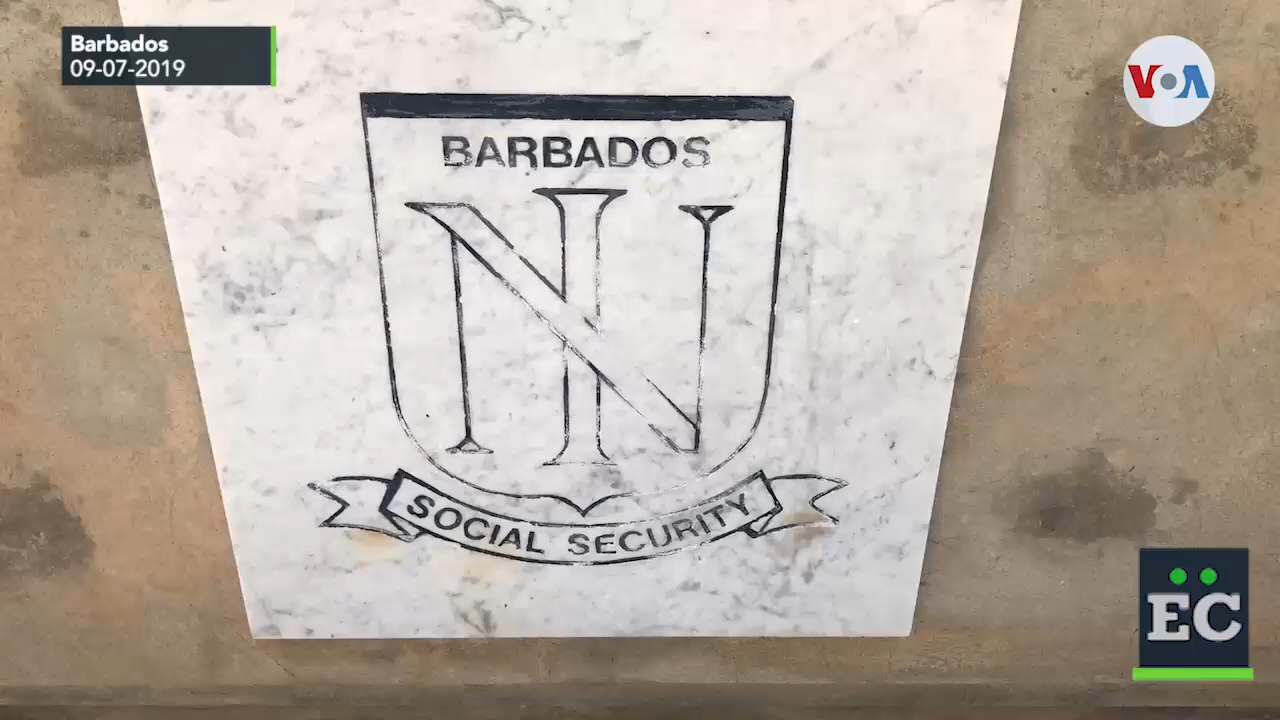 Barbados
09-07-2019
VOA
BARBADOS
NI
SOCIAL SECURITY
EC